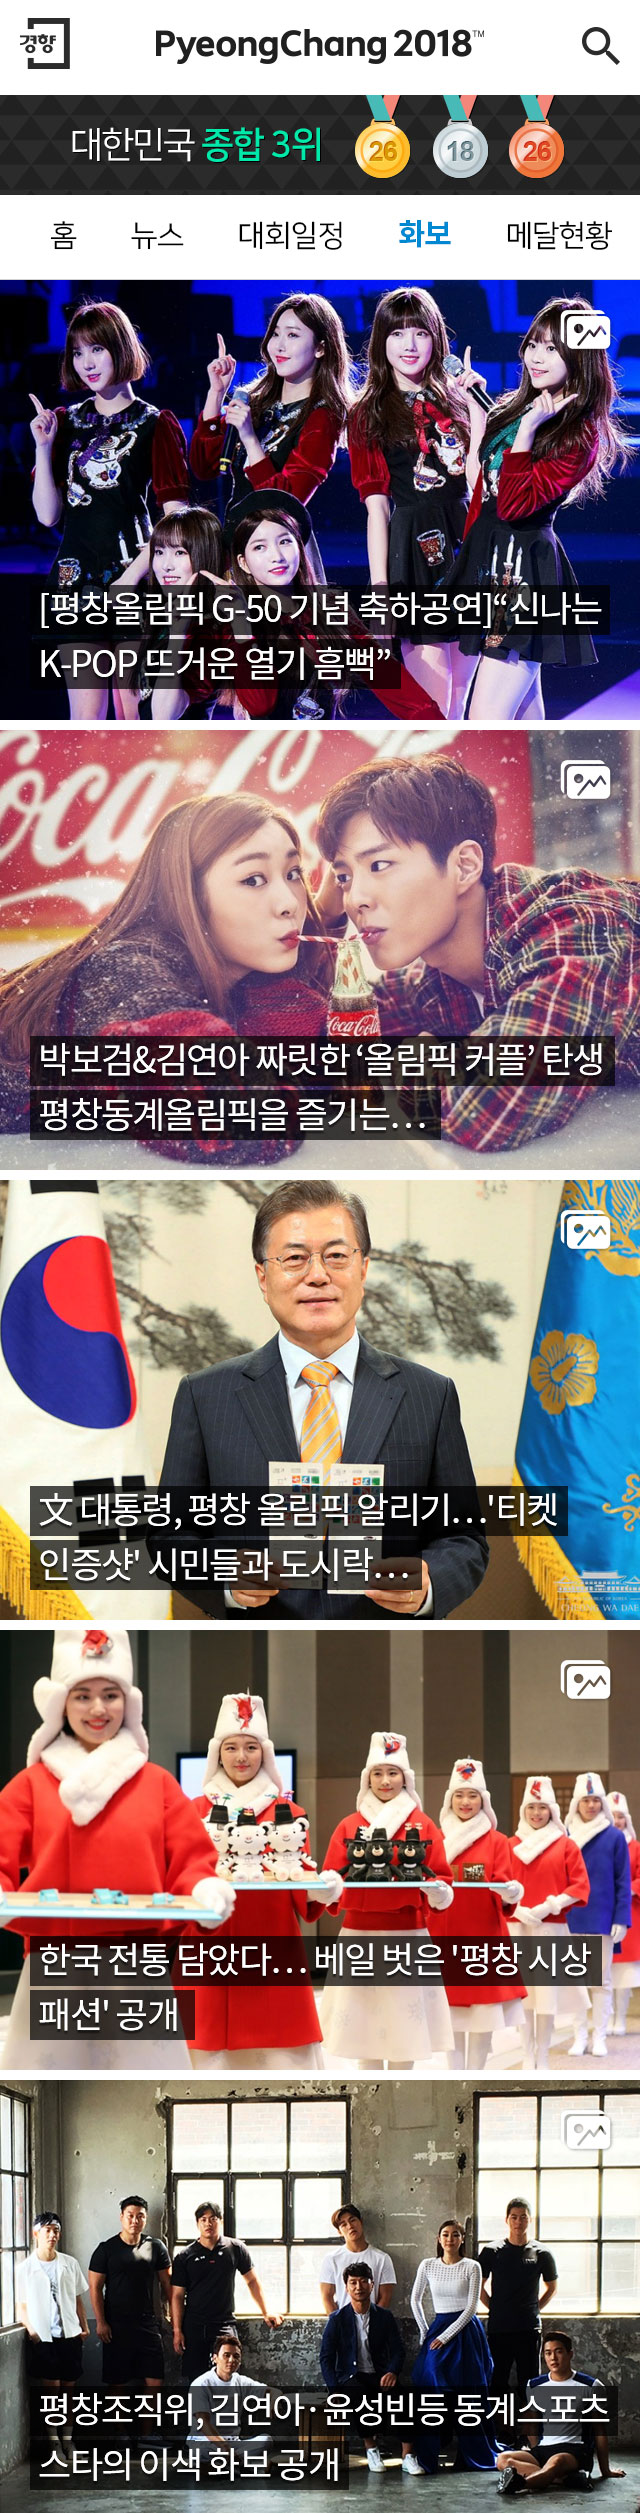 경향
PyeongChang 2018™
대한민국 종합 3위 26 18 26
홈 뉴스 대회일정 화보 메달현황
[평창올림픽 G-50 기념 축하공연]“신나는
K-POP 뜨거운 열기 흠뻑”
Coca-Col
Coca-Cola
박보검&김연아 짜릿한 ‘올림픽 커플’ 탄생
평창동계올림픽을 즐기는…
文 대통령, 평창 올림픽 알리기…'티켓
인증샷' 시민들과 도시락…
WA DAE
한국 전통 담았다… 베일 벗은 '평창 시상
패션' 공개
평창조직위, 김연아·윤성빈등 동계스포츠
스타의 이색 화보 공개